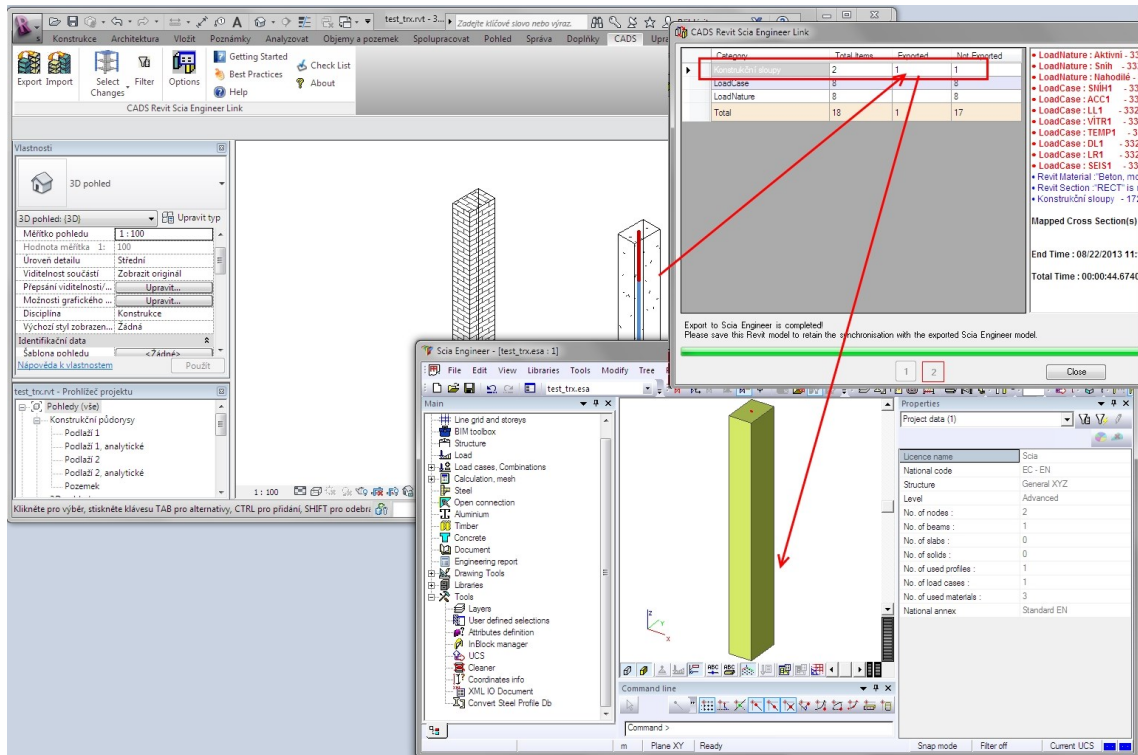 test_trx.rvt - 3...
Zadejte klíčové slovo nebo výraz.
Konstrukce Architektura Vložit Poznámky Analyzovat Objemy a pozemek Spolupracovat Pohled Správa Doplňky CADS Upra
Export Import Select Changes Filter Options
Getting Started
Best Practices
Help
Check List
About
CADS Revit Scia Engineer Link
Vlastnosti
3D pohled
3D pohled: {3D} Upravit typ
Měřítko pohledu 1 : 100
Hodnota měřítka 1: 100
Úroveň detailu Střední
Viditelnost součástí Zobrazit originál
Přepsání viditelnosti/... Upravit...
Možnosti grafického ... Upravit...
Disciplína Konstrukce
Výchozí styl zobrazen... Žádná
Identifikační data
Šablona pohledu <Žádné>
Nápověda k vlastnostem Použít
test_trx.rvt - Prohlížeč projektu
Pohledy (vše)
Konstrukční půdorysy
Podlaží 1
Podlaží 1, analytické
Podlaží 2
Podlaží 2, analytické
Pozemek
1 : 100
Klikněte pro výběr, stiskněte klávesu TAB pro alternativy, CTRL pro přidání, SHIFT pro odebr
CADS Revit Scia Engineer Link
Category Total Items Exported Not Exported
Konstrukční sloupy 2 1 1
LoadCase 8 8
LoadNature 8 8
Total 18 1 17
• LoadNature : Aktivní - 33
• LoadNature : Sníh - 33
• LoadNature : Nahodilé -
• LoadCase : SNÍH1 - 33
• LoadCase : ACC1 - 33
• LoadCase : LL1 - 332
• LoadCase : VÍTR1 - 33
• LoadCase : TEMP1 - 3
• LoadCase : DL1 - 332
• LoadCase : LR1 - 332
• LoadCase : SEIS1 - 33
• Revit Material :"Beton, mo
• Revit Section :"RECT" is
• Konstrukční sloupy - 172
Mapped Cross Section(s)
End Time : 08/22/2013 11:
Total Time : 00:00:44.6740
Export to Scia Engineer is completed!
Please save this Revit model to retain the synchronisation with the exported Scia Engineer model.
1 2 Close
Scia Engineer - [test_trx.esa : 1]
File Edit View Libraries Tools Modify Tree
test_trx.esa
Main
Line grid and storeys
BIM toolbox
Structure
Load
Load cases, Combinations
Calculation, mesh
Steel
Open connection
Aluminium
Timber
Concrete
Document
Engineering report
Drawing Tools
Libraries
Tools
Layers
User defined selections
Attributes definition
InBlock manager
UCS
Cleaner
Coordinates info
XML IO Document
Convert Steel Profile Db
z
y
x
Command line
Command >
Properties
Project data (1)
Licence name Scia
National code EC - EN
Structure General XYZ
Level Advanced
No. of nodes : 2
No. of beams : 1
No. of slabs : 0
No. of solids : 0
No. of used profiles : 1
No. of load cases : 1
No. of used materials : 3
National annex Standard EN
m Plane XY Ready Snap mode Filter off Current UCS